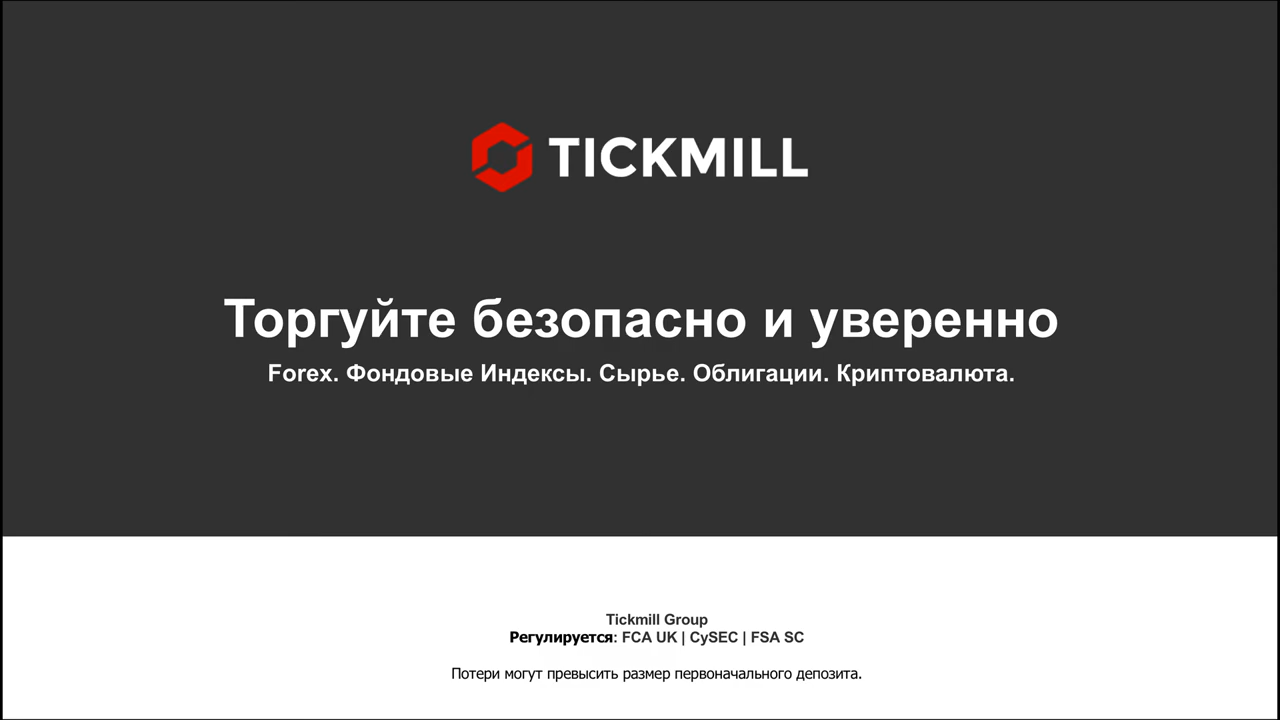 TICKMILL
Торгуйте безопасно и уверенно
Forex. Фондовые Индексы. Сырье. Облигации. Криптовалюта.
Tickmill Group
Регулируется: FCA UK | CySEC | FSA SC
Потери могут превысить размер первоначального депозита.